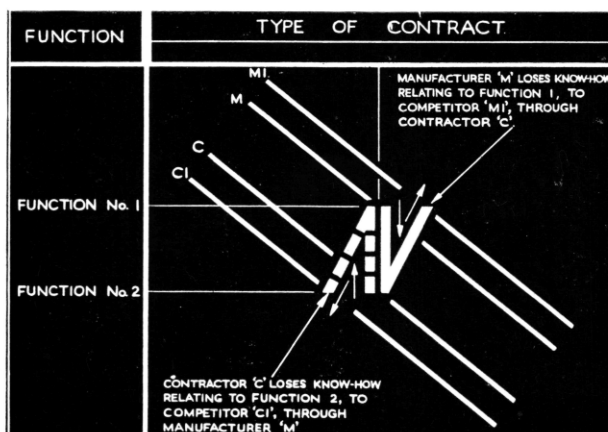 FUNCTION
TYPE OF CONTRACT
MI
M
C
CI
MANUFACTURER 'M' LOSES KNOW-HOW
RELATING TO FUNCTION I, TO
COMPETITOR 'MI', THROUGH
CONTRACTOR 'C'
FUNCTION No. 1
FUNCTION No. 2
CONTRACTOR 'C' LOSES KNOW-HOW
RELATING TO FUNCTION 2, TO
COMPETITOR 'CI', THROUGH
MANUFACTURER 'M'